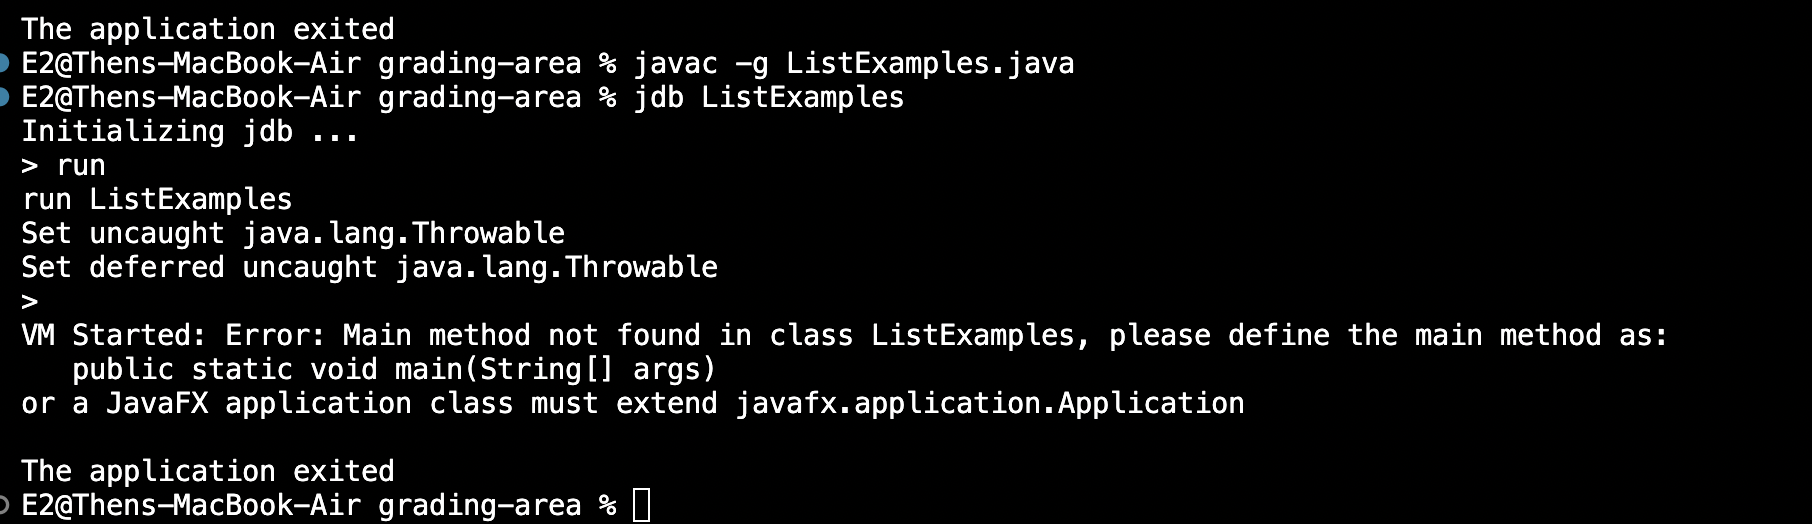 The application exited
E2@Thens-MacBook-Air grading-area % javac -g ListExamples.java
E2@Thens-MacBook-Air grading-area % jdb ListExamples
Initializing jdb ...
> run
run ListExamples
Set uncaught java.lang.Throwable
Set deferred uncaught java.lang.Throwable
>
VM Started: Error: Main method not found in class ListExamples, please define the main method as:
   public static void main(String[] args)
or a JavaFX application class must extend javafx.application.Application

The application exited
E2@Thens-MacBook-Air grading-area %